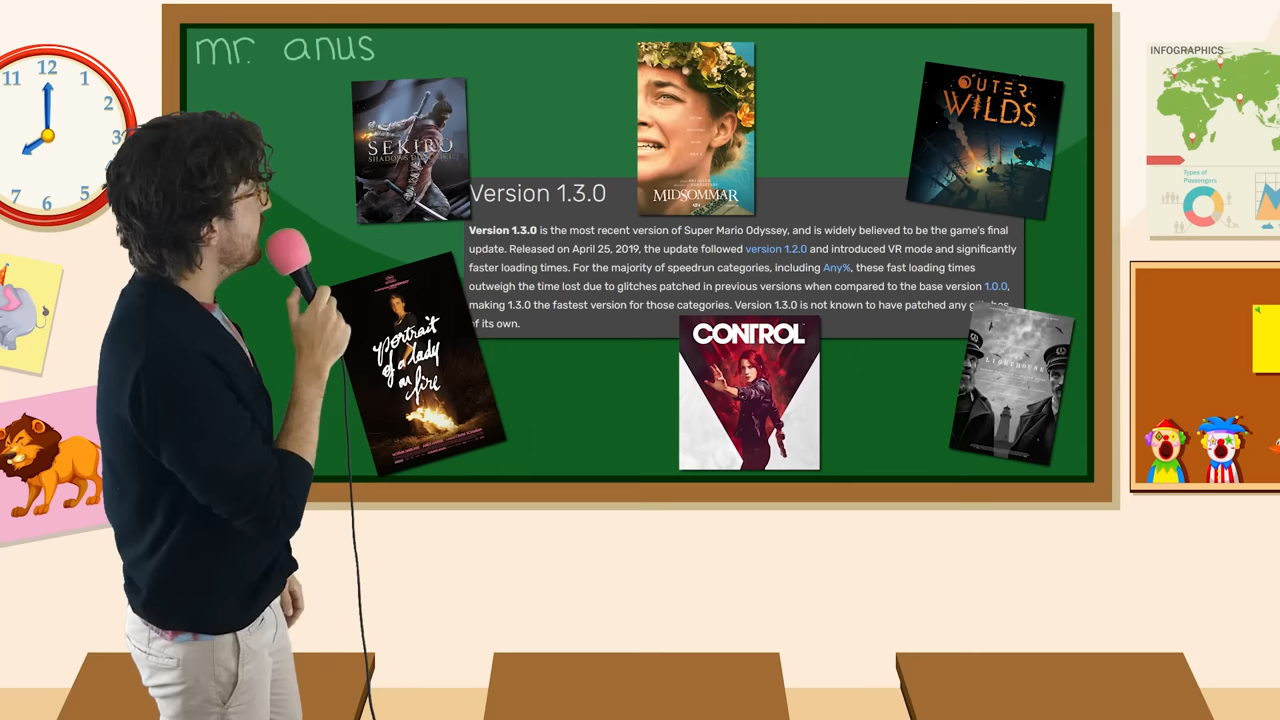 mr. anus
11 12 1
2
3
7 6 5
SEKIRO
MIDSOMMAR
OUTER
WILDS
INFOGRAPHICS
Types of
Passengers
Version 1.3.0
Version 1.3.0 is the most recent version of Super Mario Odyssey, and is widely believed to be the game's final
update. Released on April 25, 2019, the update followed version 1.2.0 and introduced VR mode and significantly
faster loading times. For the majority of speedrun categories, including Any%, these fast loading times
outweigh the time lost due to glitches patched in previous versions when compared to the base version 1.0.0,
making 1.3.0 the fastest version for those categories. Version 1.3.0 is not known to have patched any glitches
of its own.
portrait
of a lady
on fire
CONTROL
LIGHTHOUSE